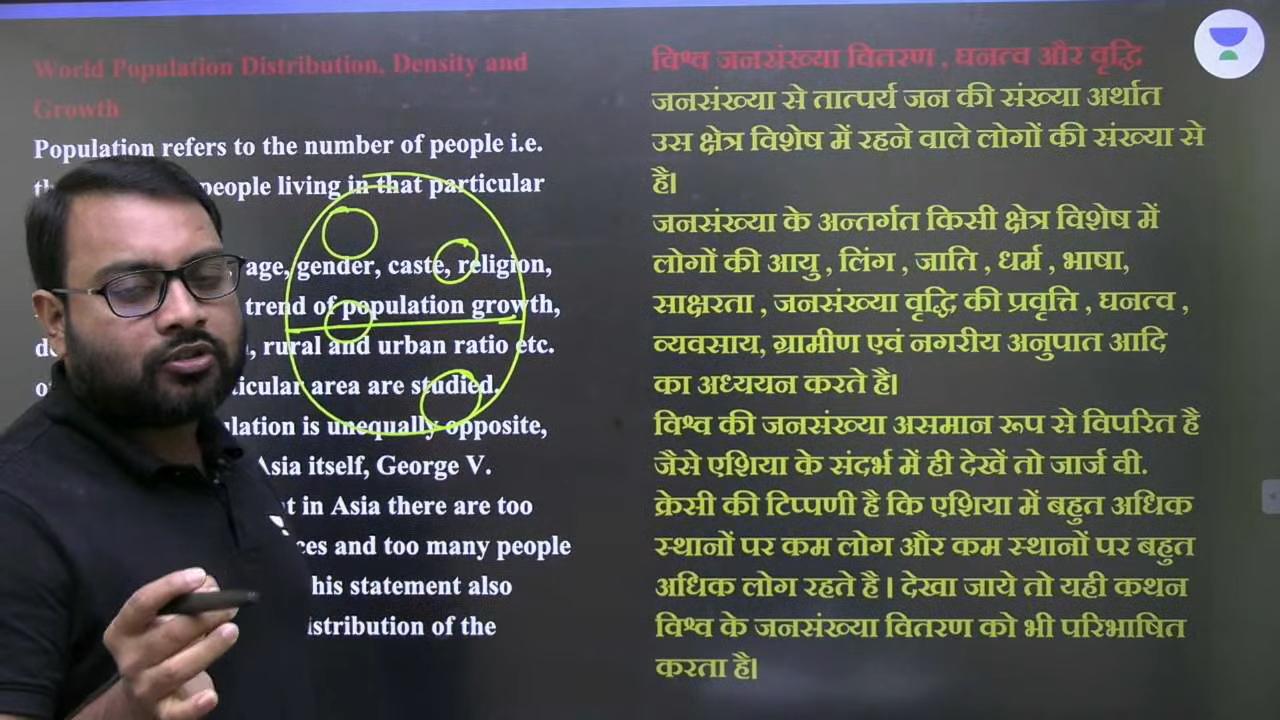 World Population Distribution, Density and
Growth
Population refers to the number of people i.e.
people living in that particular
age, gender, caste, religion,
trend of population growth,
rural and urban ratio etc.
area are studied.
is unequally opposite,
Asia itself, George V.
in Asia there are too
and too many people
statement also
of the
विश्व जनसंख्या वितरण , घनत्व और वृद्धि
जनसंख्या से तात्पर्य जन की संख्या अर्थात
उस क्षेत्र विशेष में रहने वाले लोगों की संख्या से
है।
जनसंख्या के अन्तर्गत किसी क्षेत्र विशेष में
लोगों की आयु , लिंग , जाति , धर्म , भाषा,
साक्षरता , जनसंख्या वृद्धि की प्रवृत्ति , घनत्व ,
व्यवसाय, ग्रामीण एवं नगरीय अनुपात आदि
का अध्ययन करते है।
विश्व की जनसंख्या असमान रूप से विपरित है
जैसे एशिया के संदर्भ में ही देखें तो जार्ज वी.
क्रेसी की टिप्पणी है कि एशिया में बहुत अधिक
स्थानों पर कम लोग और कम स्थानों पर बहुत
अधिक लोग रहते है । देखा जाये तो यही कथन
विश्व के जनसंख्या वितरण को भी परिभाषित
करता है।